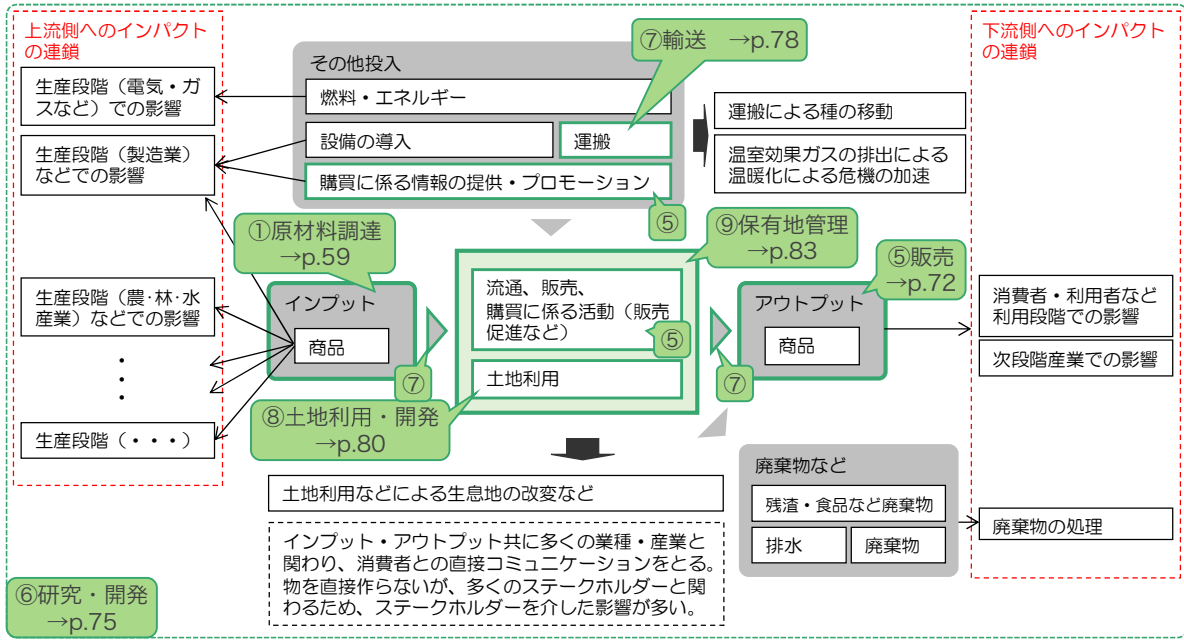 上流側へのインパクト
の連鎖
生産段階（電気・ガ
スなど）での影響
生産段階（製造業）
などでの影響
生産段階（農・林・水
産業）などでの影響
・
・
・
生産段階（・・・）
その他投入
燃料・エネルギー
設備の導入
運搬
購買に係る情報の提供・プロモーション
⑤
⑦輸送　→p.78
運搬による種の移動
温室効果ガスの排出による
温暖化による危機の加速
下流側へのインパクト
の連鎖
①原材料調達
→p.59
インプット
商品
⑦
⑨保有地管理
→p.83
流通、販売、
購買に係る活動（販売
促進など）
⑤
土地利用
⑧土地利用・開発
→p.80
⑦
⑤販売
→p.72
アウトプット
商品
消費者・利用者など
利用段階での影響
次段階産業での影響
土地利用などによる生息地の改変など
廃棄物など
残渣・食品など廃棄物
排水
廃棄物
廃棄物の処理
インプット・アウトプット共に多くの業種・産業と
関わり、消費者との直接コミュニケーションをとる。
物を直接作らないが、多くのステークホルダーと関
わるため、ステークホルダーを介した影響が多い。
⑥研究・開発
→p.75